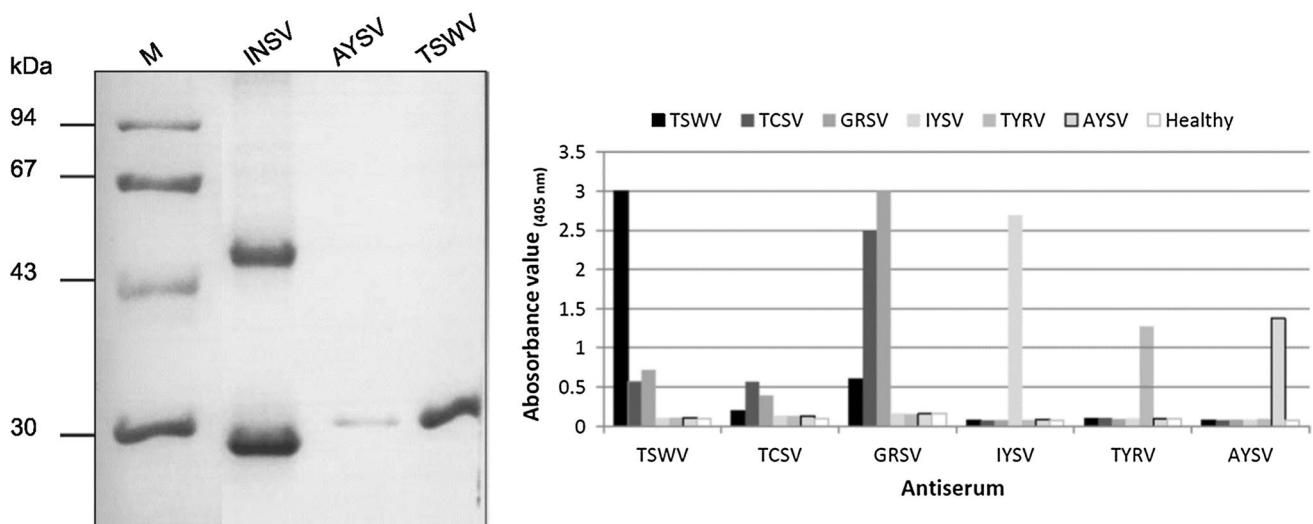 kDa
M
INSV
AYSV
TSWV
94
67
43
30
TSWV TCSV GRSV IYSV TYRV AYSV Healthy
Abosorbance value (405 nm)
3.5
3
2.5
2
1.5
1
0.5
0
TSWV TCSV GRSV IYSV TYRV AYSV
Antiserum